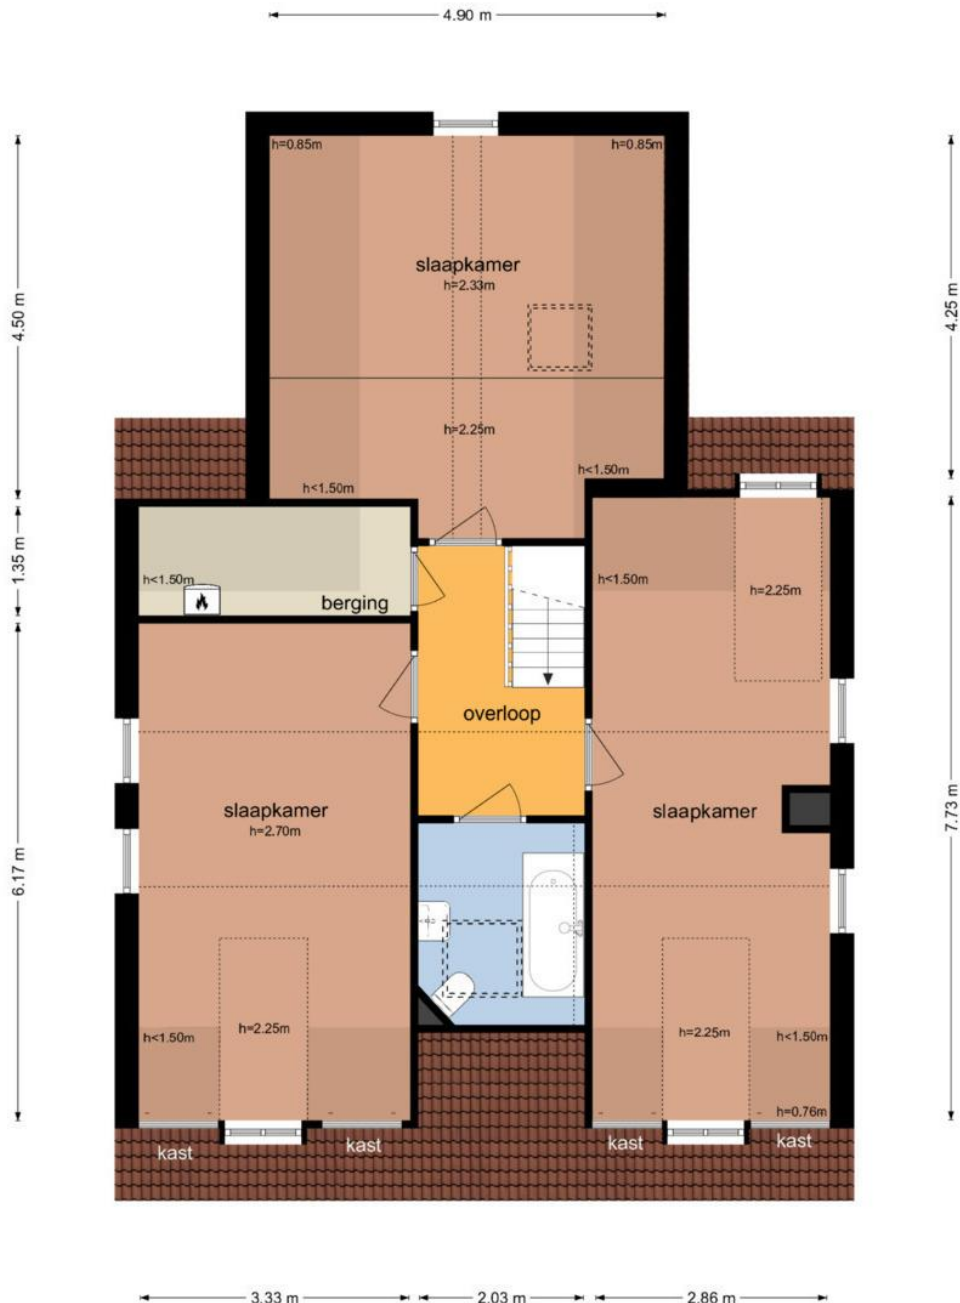 4.90 m
h=0.85m
h=0.85m
slaapkamer
h=2.33m
4.50 m
4.25 m
h=2.25m
h<1.50m
h<1.50m
1.35 m
h<1.50m
berging
h<1.50m
h=2.25m
overloop
slaapkamer
h=2.70m
slaapkamer
6.17 m
7.73 m
h<1.50m
h=2.25m
h=2.25m
h<1.50m
h=0.76m
kast
kast
kast
kast
3.33 m
2.03 m
2.86 m